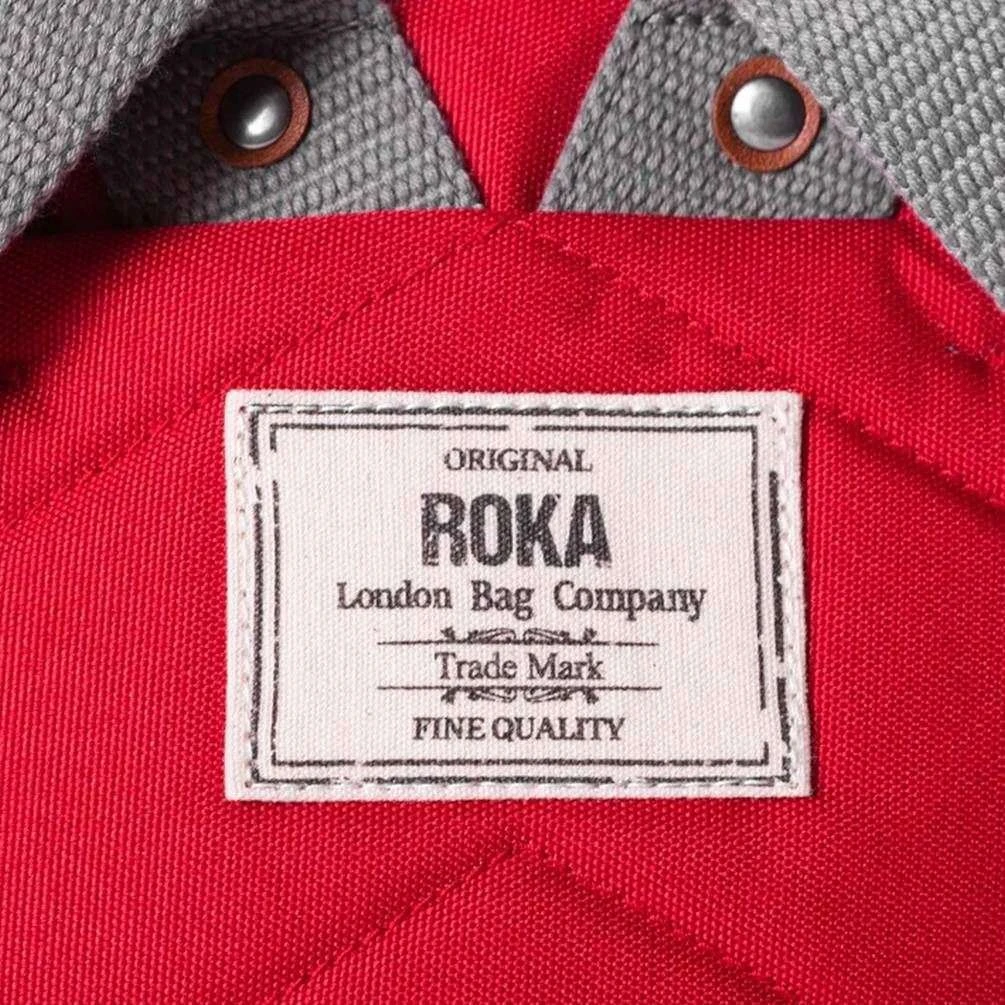 ORIGINAL
ROKA
London Bag Company
Trade Mark
FINE QUALITY